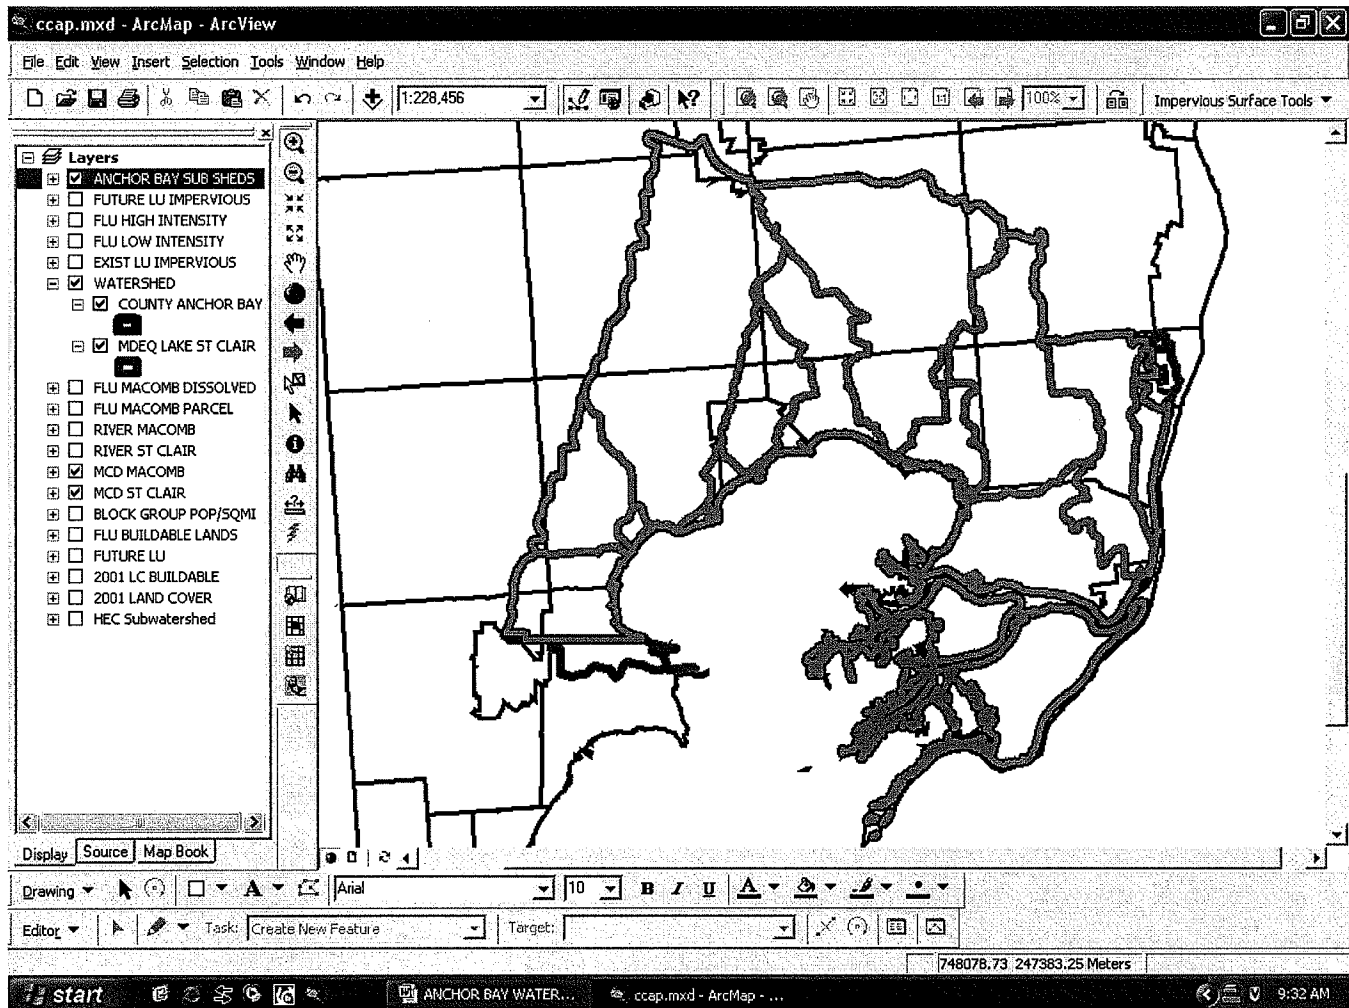 ccap.mxd - ArcMap - ArcView
File Edit View Insert Selection Tools Window Help
1:228,456
100%
Impervious Surface Tools
Layers
ANCHOR BAY SUB SHEDS
FUTURE LU IMPERVIOUS
FLU HIGH INTENSITY
FLU LOW INTENSITY
EXIST LU IMPERVIOUS
WATERSHED
COUNTY ANCHOR BAY
MDEQ LAKE ST CLAIR
FLU MACOMB DISSOLVED
FLU MACOMB PARCEL
RIVER MACOMB
RIVER ST CLAIR
MCD MACOMB
MCD ST CLAIR
BLOCK GROUP POP/SQMI
FLU BUILDABLE LANDS
FUTURE LU
2001 LC BUILDABLE
2001 LAND COVER
HEC Subwatershed
Display Source Map Book
Drawing A Arial 10 B I U A
Editor Task: Create New Feature Target:
748078.73 247383.25 Meters
start ANCHOR BAY WATER... ccap.mxd - ArcMap - ... 9:32 AM